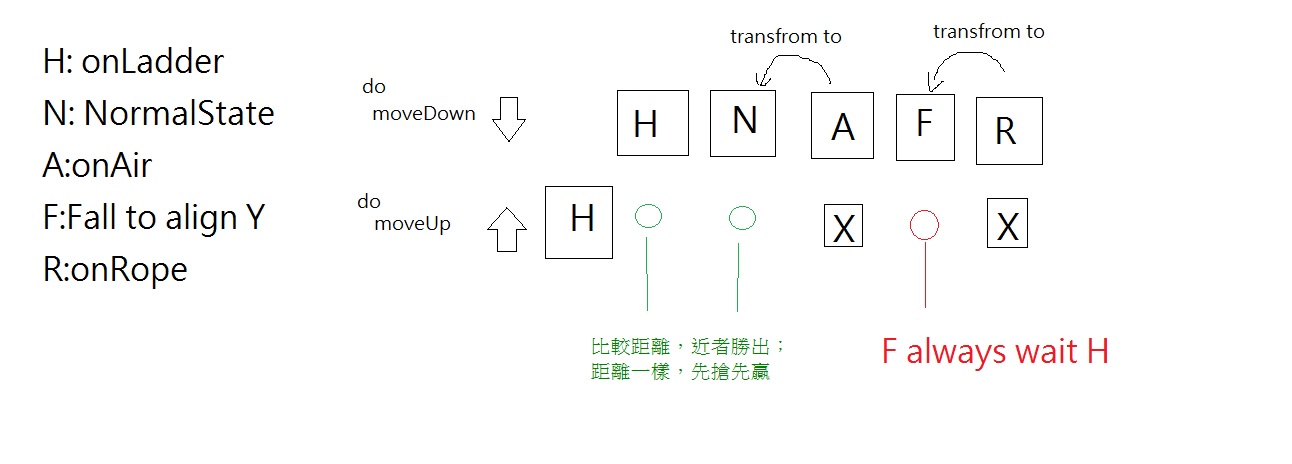 H: onLadder
N: NormalState
A:onAir
F:Fall to align Y
R:onRope
transfrom to
transfrom to
do
moveDown
H
N
A
F
R
do
moveUp
H
X
X
比較距離，近者勝出；
距離一樣，先搶先贏
F always wait H